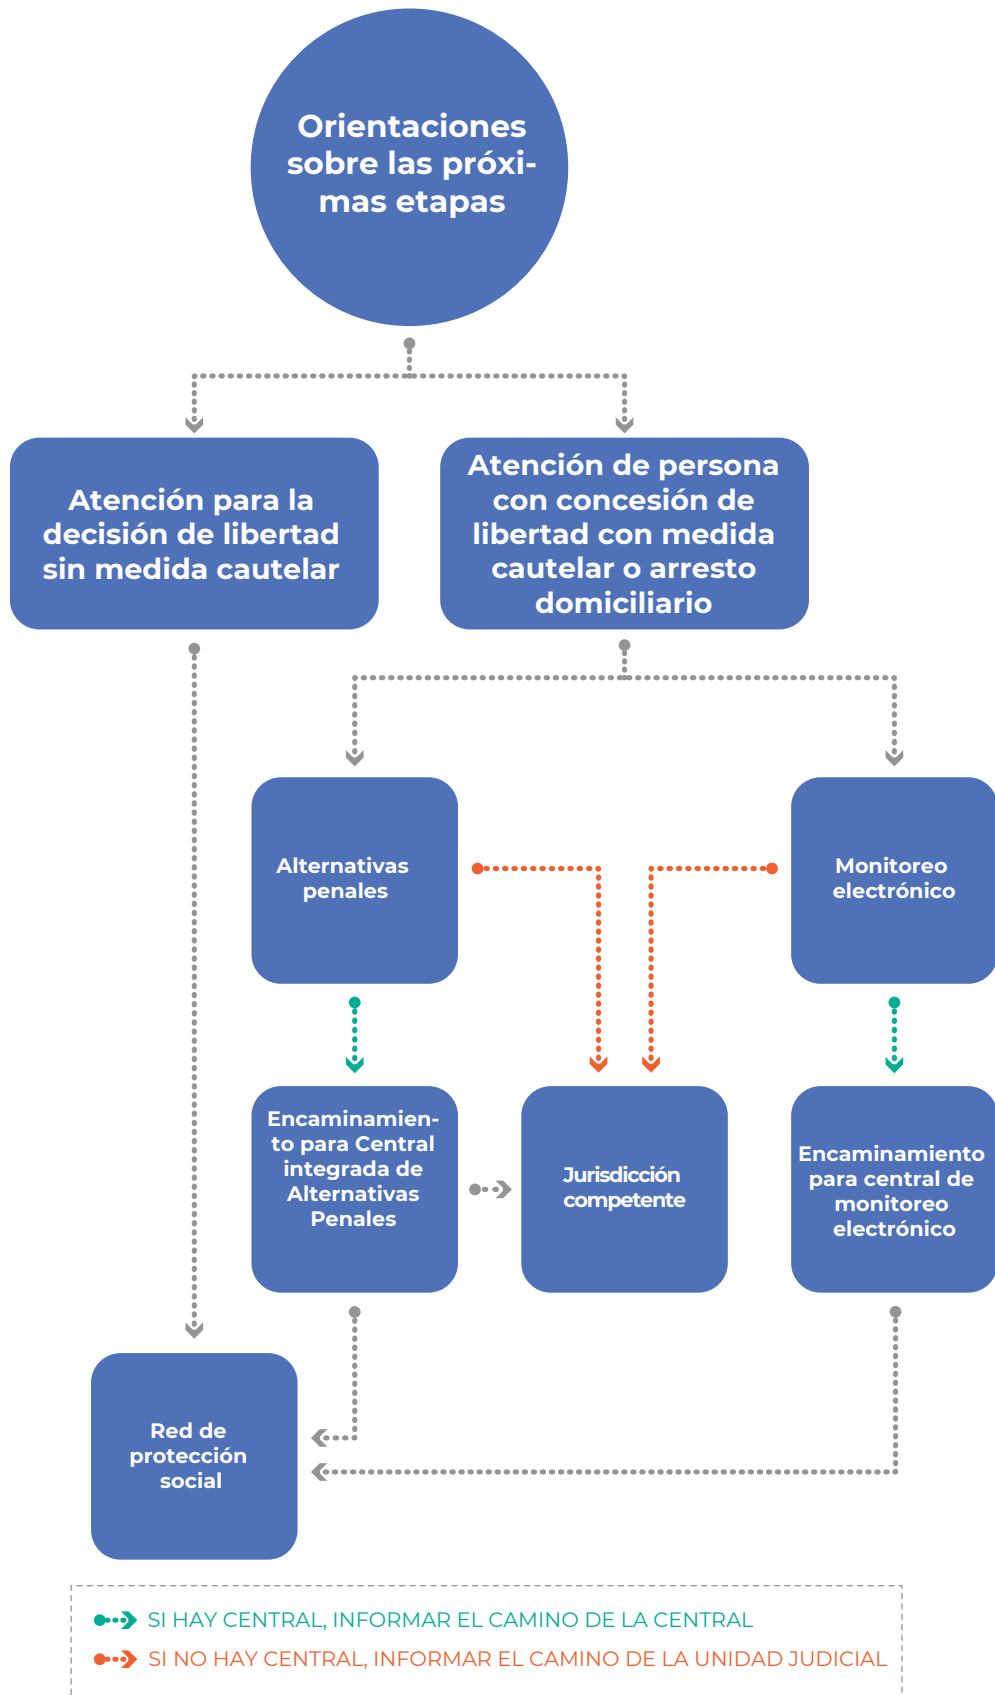 Orientaciones
sobre las próxi-
mas etapas
Atención para la
decisión de libertad
sin medida cautelar
Atención de persona
con concesión de
libertad con medida
cautelar o arresto
domiciliario
Alternativas
penales
Monitoreo
electrónico
Encaminamien-
to para Central
integrada de
Alternativas
Penales
Jurisdicción
competente
Encaminamiento
para central de
monitoreo
electrónico
Red de
protección
social
SI HAY CENTRAL, INFORMAR EL CAMINO DE LA CENTRAL
SI NO HAY CENTRAL, INFORMAR EL CAMINO DE LA UNIDAD JUDICIAL